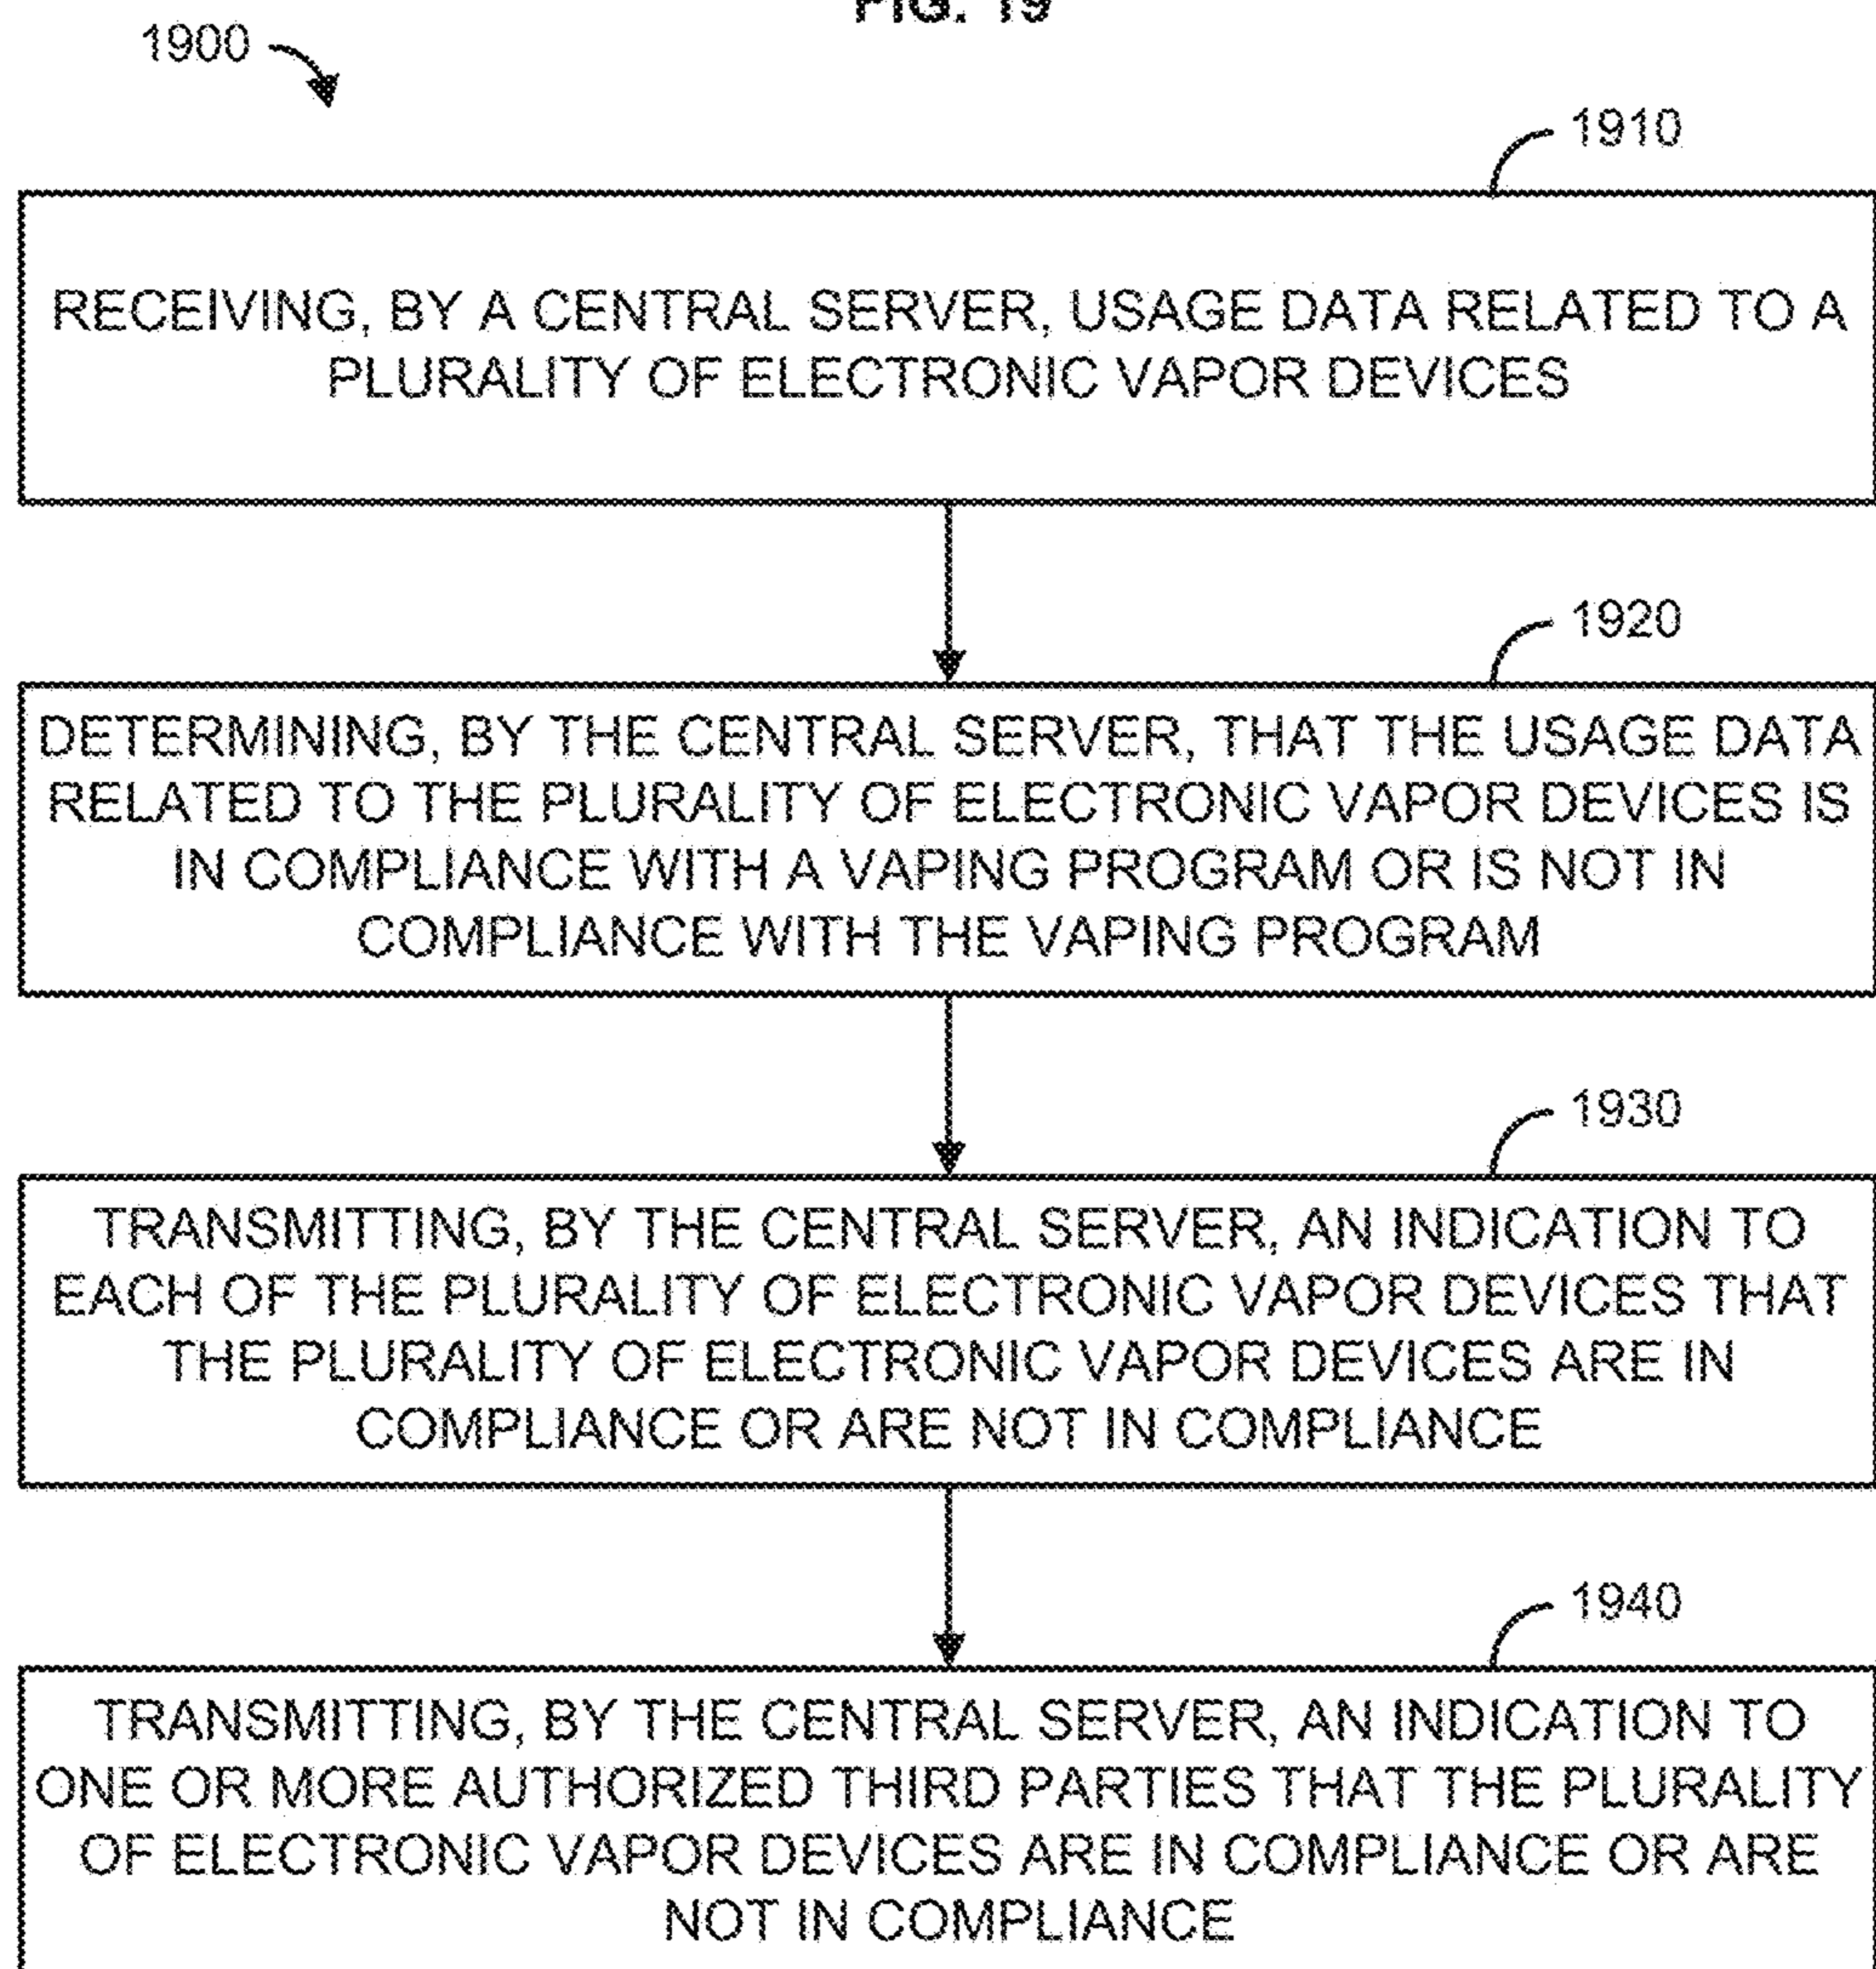 FIG. 19
1900
1910
RECEIVING, BY A CENTRAL SERVER, USAGE DATA RELATED TO A
PLURALITY OF ELECTRONIC VAPOR DEVICES
1920
DETERMINING, BY THE CENTRAL SERVER, THAT THE USAGE DATA
RELATED TO THE PLURALITY OF ELECTRONIC VAPOR DEVICES IS
IN COMPLIANCE WITH A VAPING PROGRAM OR IS NOT IN
COMPLIANCE WITH THE VAPING PROGRAM
1930
TRANSMITTING, BY THE CENTRAL SERVER, AN INDICATION TO
EACH OF THE PLURALITY OF ELECTRONIC VAPOR DEVICES THAT
THE PLURALITY OF ELECTRONIC VAPOR DEVICES ARE IN
COMPLIANCE OR ARE NOT IN COMPLIANCE
1940
TRANSMITTING, BY THE CENTRAL SERVER, AN INDICATION TO
ONE OR MORE AUTHORIZED THIRD PARTIES THAT THE PLURALITY
OF ELECTRONIC VAPOR DEVICES ARE IN COMPLIANCE OR ARE
NOT IN COMPLIANCE